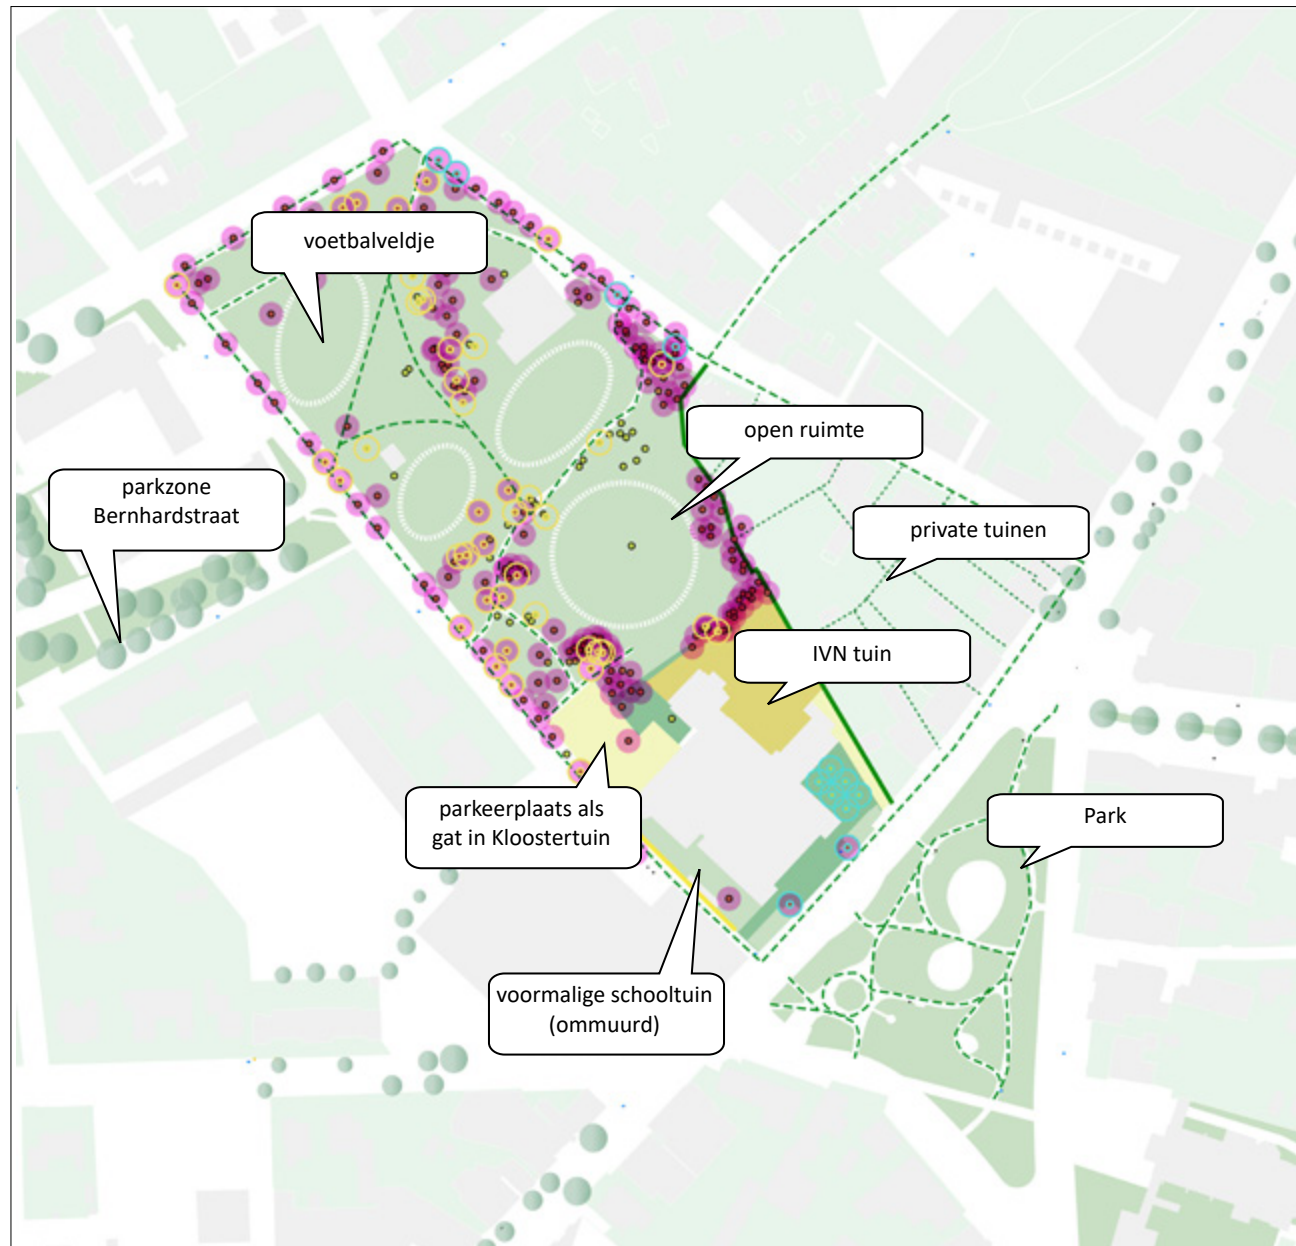 voetbalveldje
open ruimte
parkzone
Bernhardstraat
private tuinen
IVN tuin
parkeerplaats als
gat in Kloostertuin
Park
voormalige schooltuin
(ommuurd)